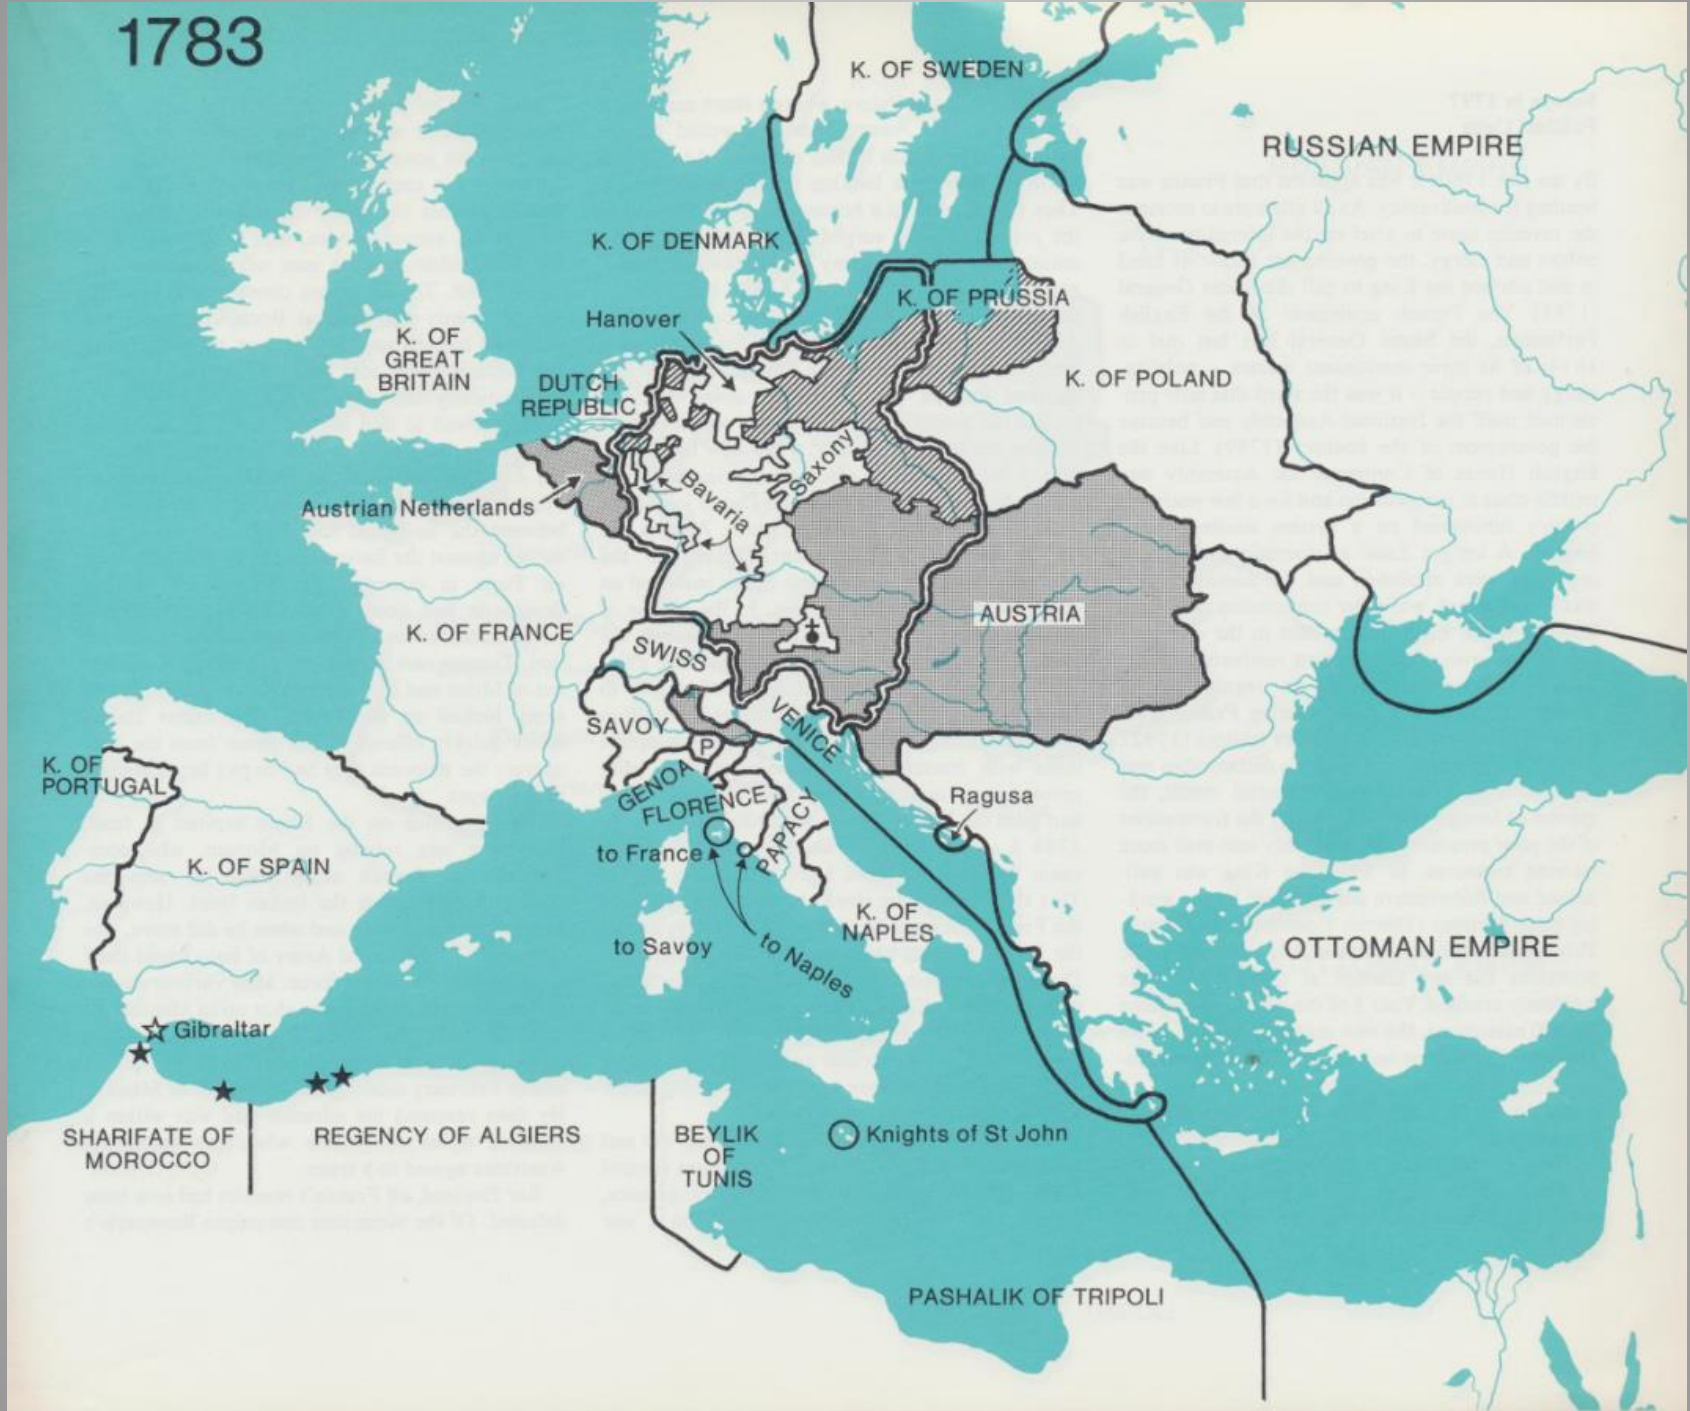 1783
K. OF SWEDEN
RUSSIAN EMPIRE
K. OF DENMARK
K. OF PRUSSIA
Hanover
K. OF
GREAT
BRITAIN
DUTCH
REPUBLIC
K. OF POLAND
Saxony
Bavaria
Austrian Netherlands
AUSTRIA
K. OF FRANCE
SWISS
SAVOY
VENICE
P
GENOA
FLORENCE
PAPACY
K. OF
PORTUGAL
Ragusa
to France
K. OF SPAIN
K. OF
NAPLES
to Savoy
to Naples
OTTOMAN EMPIRE
Gibraltar
SHARIFATE OF
MOROCCO
REGENCY OF ALGIERS
BEYLIK
OF
TUNIS
Knights of St John
PASHALIK OF TRIPOLI